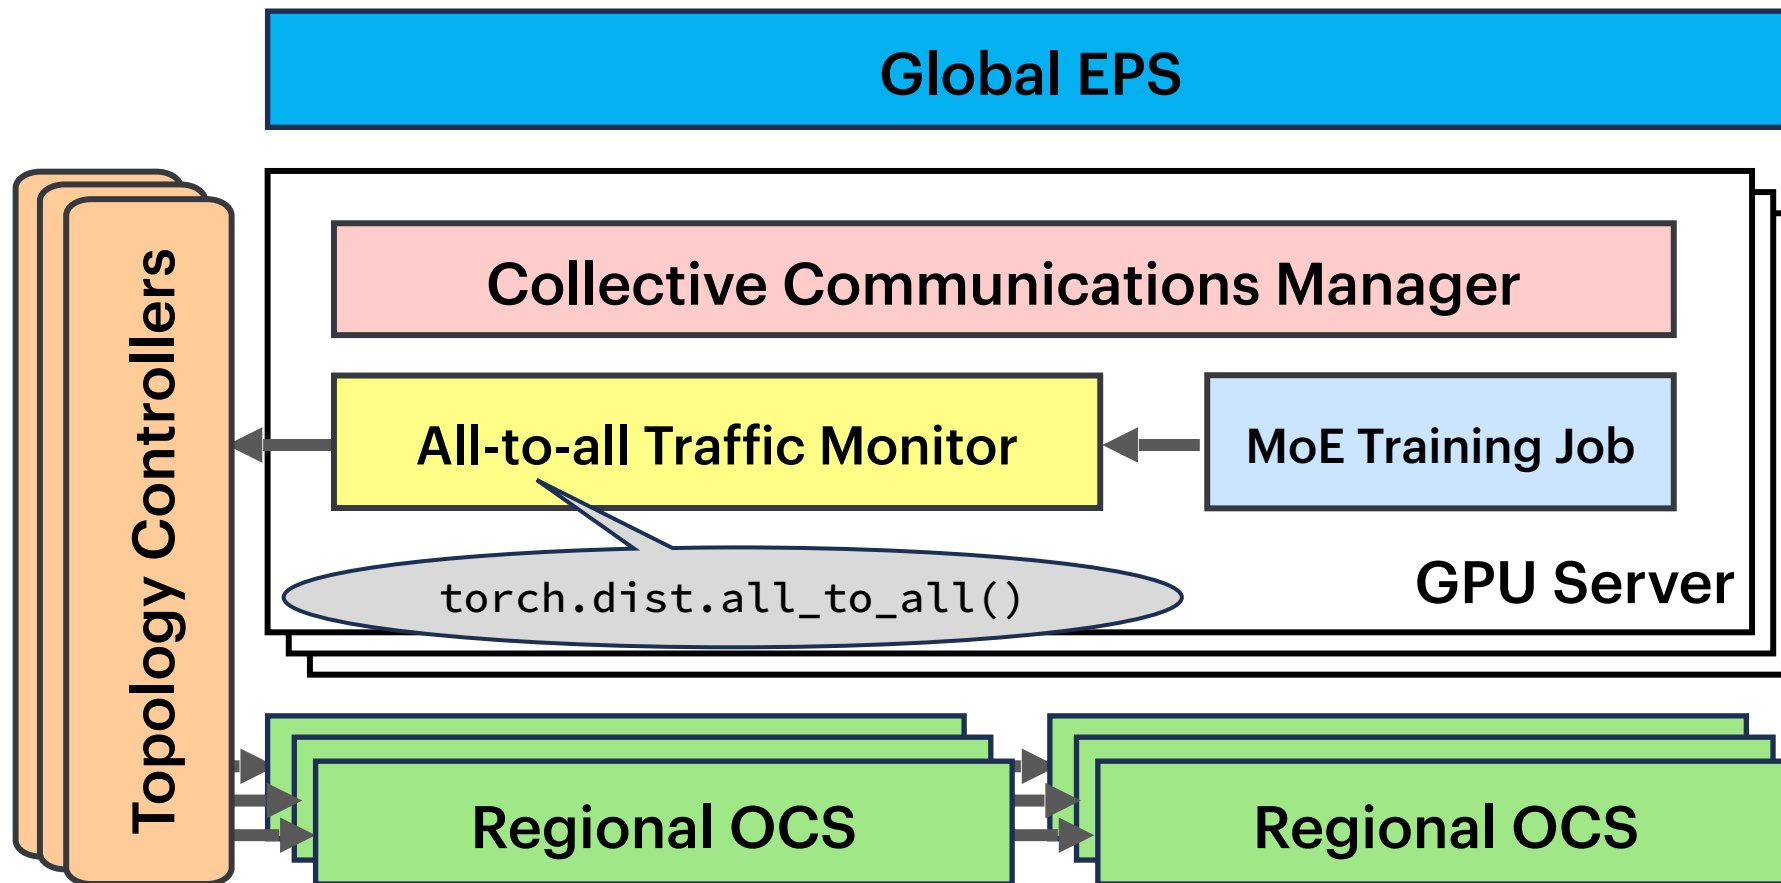 Global EPS
Topology Controllers
Collective Communications Manager
All-to-all Traffic Monitor
MoE Training Job
torch.dist.all_to_all()
GPU Server
Regional OCS
Regional OCS